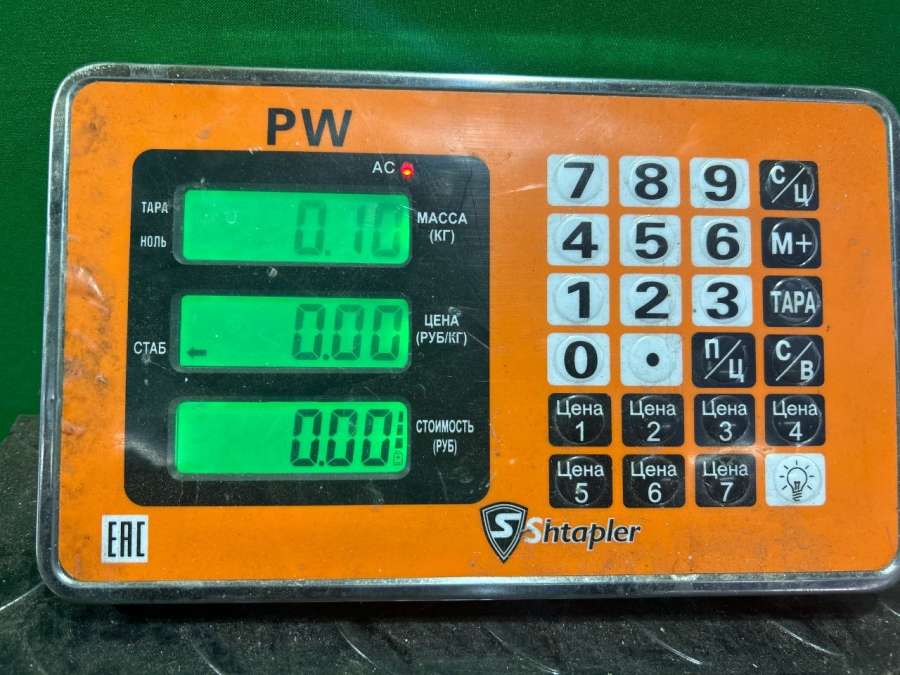 PW
AC
ТАРА
НОЛЬ
0.10
МАССА
(КГ)
СТАБ
0.00
ЦЕНА
(РУБ/КГ)
0.00
СТОИМОСТЬ
(РУБ)
7 8 9 С/Ц
4 5 6 М+
1 2 3 ТАРА
0 • П/Ц С/В
Цена 1 Цена 2 Цена 3 Цена 4
Цена 5 Цена 6 Цена 7
EAC
S Shtapler